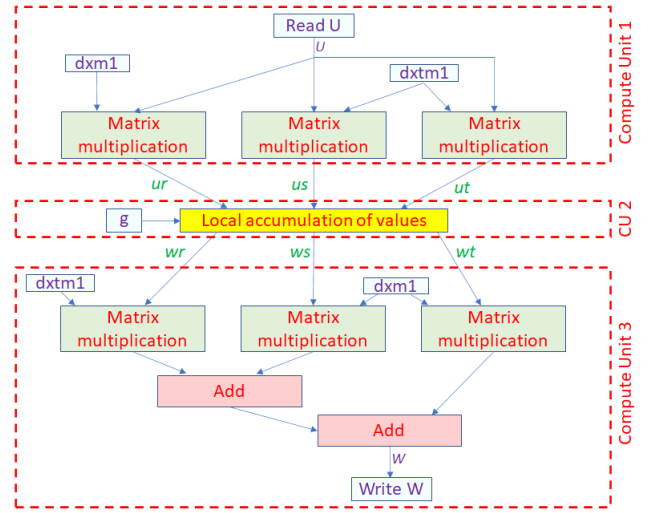 Read U
U
dxm1
dxtm1
Matrix
multiplication
Matrix
multiplication
Matrix
multiplication
Compute Unit 1
ur
us
ut
g
Local accumulation of values
CU 2
wr
ws
wt
dxtm1
dxm1
Matrix
multiplication
Matrix
multiplication
Matrix
multiplication
Add
Add
W
Write W
Compute Unit 3